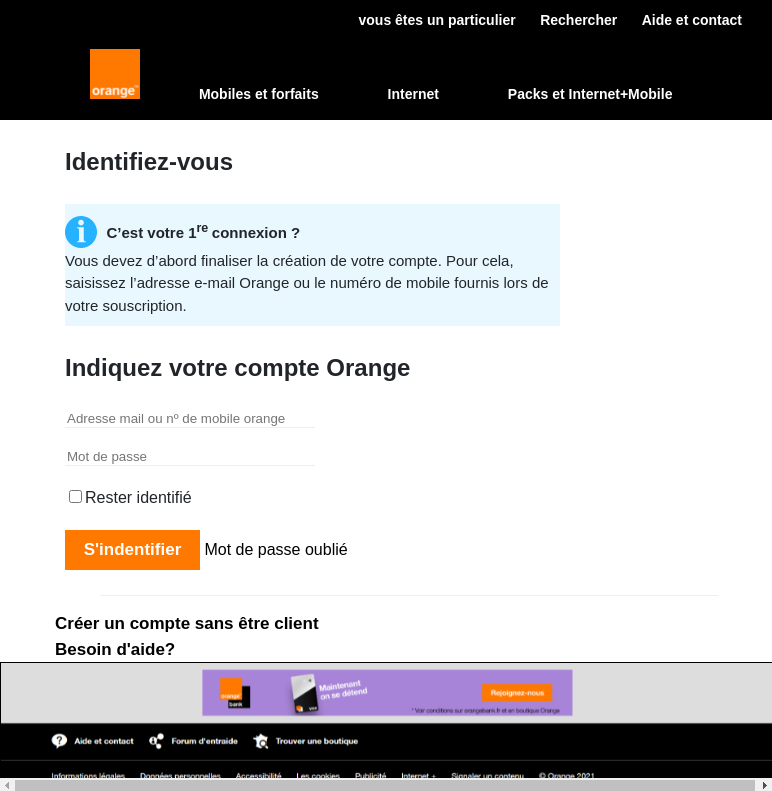 vous êtes un particulier Rechercher Aide et contact
orange™
Mobiles et forfaits Internet Packs et Internet+Mobile
Identifiez-vous
C’est votre 1re connexion ?
Vous devez d’abord finaliser la création de votre compte. Pour cela,
saisissez l’adresse e-mail Orange ou le numéro de mobile fournis lors de
votre souscription.
Indiquez votre compte Orange
Adresse mail ou nº de mobile orange
Mot de passe
Rester identifié
S'indentifier Mot de passe oublié
Créer un compte sans être client
Besoin d'aide?
orange
bank
Maintenant
on se détend
Rejoignez-nous
* Voir conditions sur orangebank.fr et en boutique Orange
Aide et contact Forum d'entraide Trouver une boutique
Informations légales Données personnelles Accessibilité Les cookies Publicité Internet + Signaler un contenu © Orange 2021